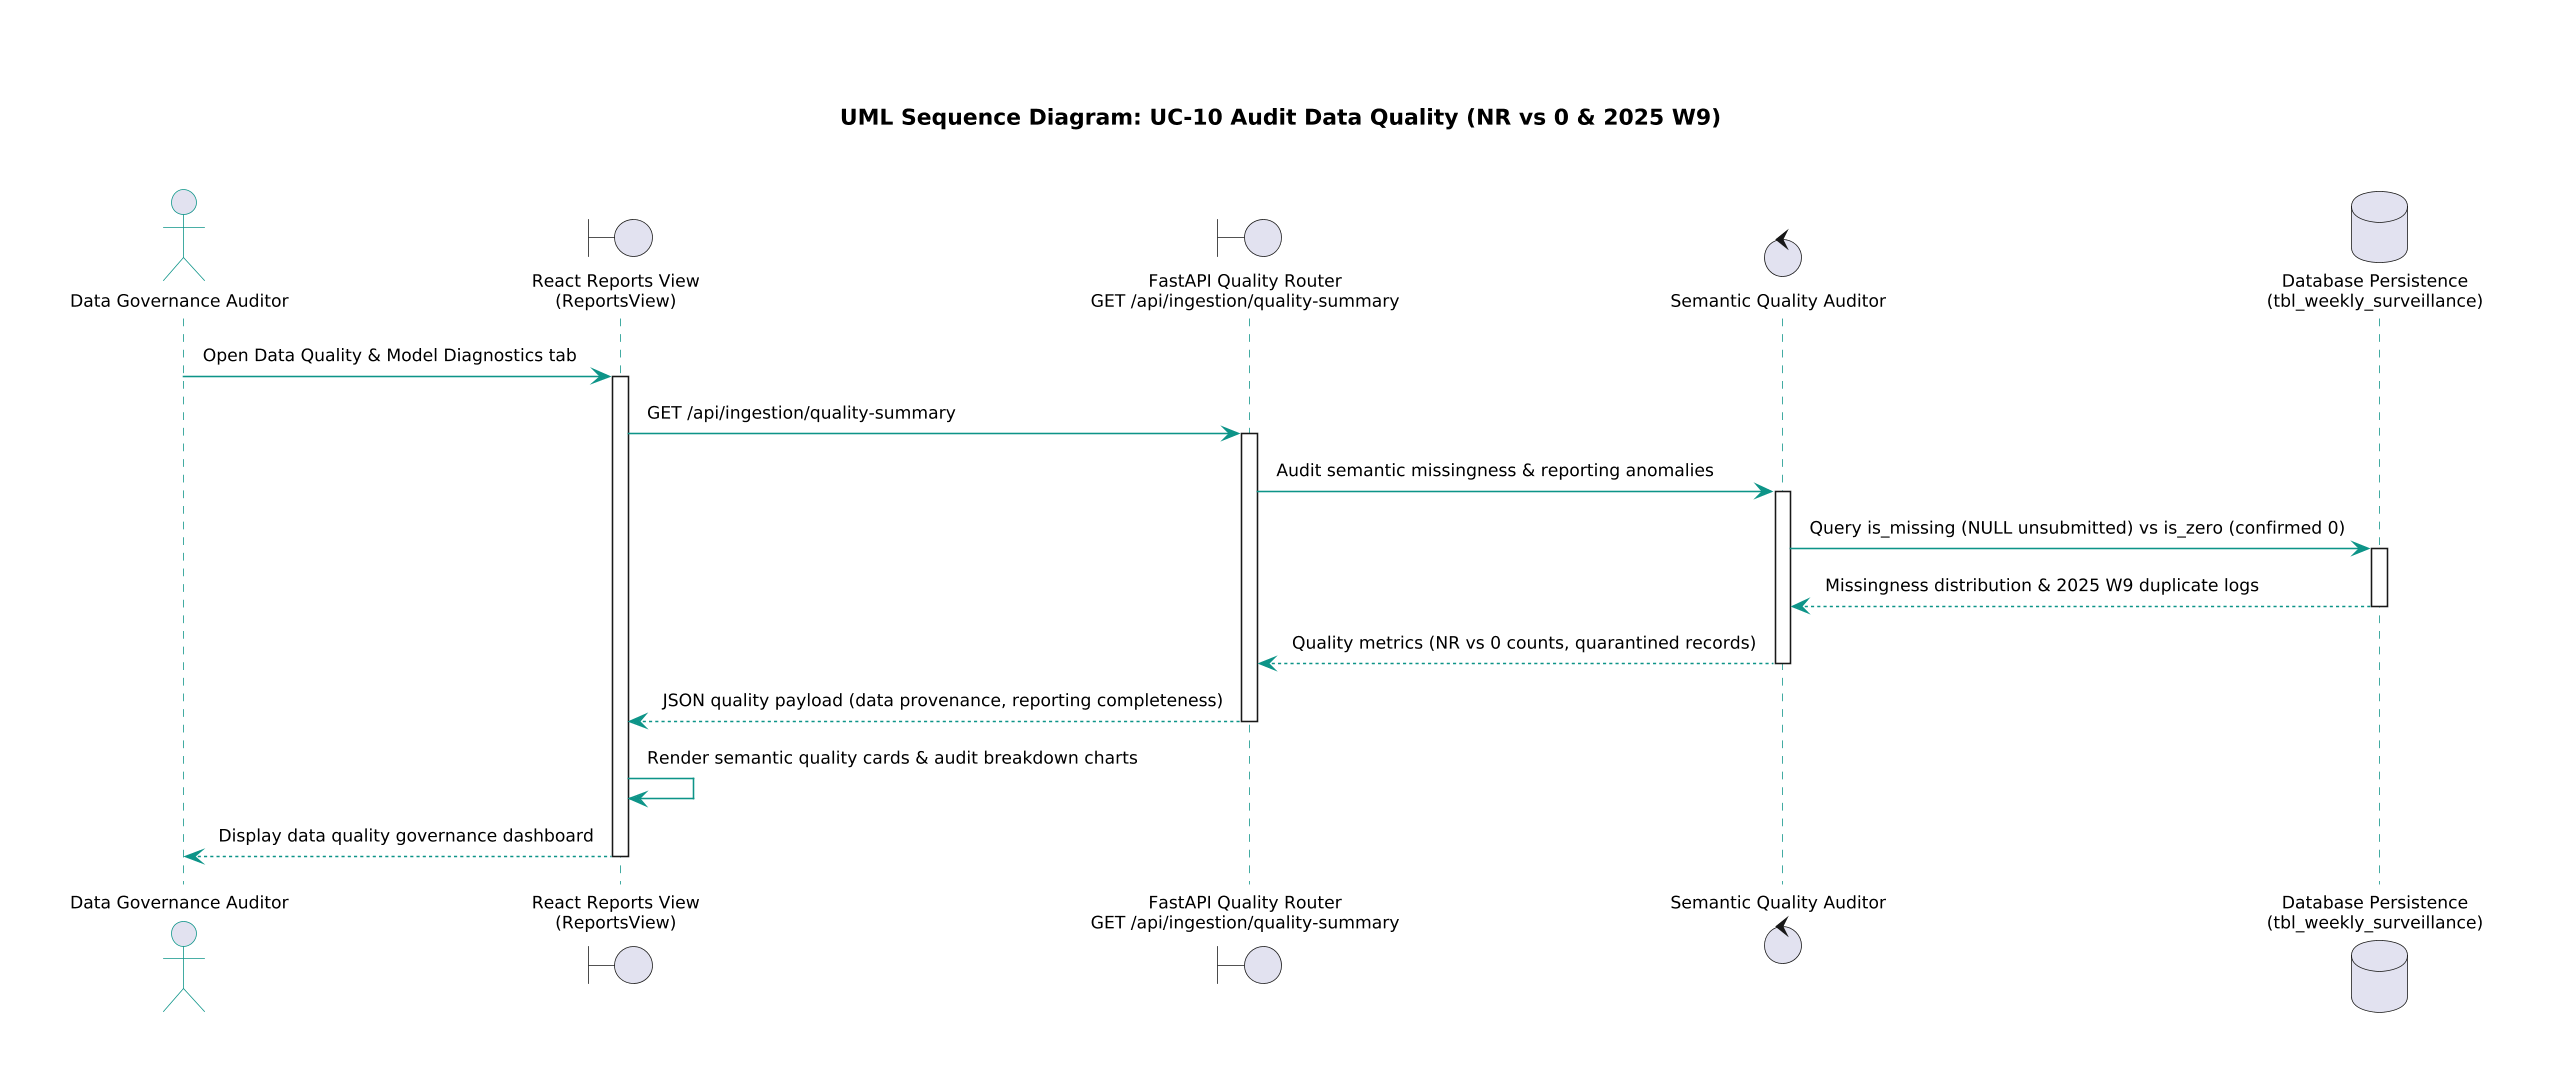 UML Sequence Diagram: UC-10 Audit Data Quality (NR vs 0 & 2025 W9)
Data Governance Auditor
React Reports View
(ReportsView)
FastAPI Quality Router
GET /api/ingestion/quality-summary
Semantic Quality Auditor
Database Persistence
(tbl_weekly_surveillance)
Open Data Quality & Model Diagnostics tab
GET /api/ingestion/quality-summary
Audit semantic missingness & reporting anomalies
Query is_missing (NULL unsubmitted) vs is_zero (confirmed 0)
Missingness distribution & 2025 W9 duplicate logs
Quality metrics (NR vs 0 counts, quarantined records)
JSON quality payload (data provenance, reporting completeness)
Render semantic quality cards & audit breakdown charts
Display data quality governance dashboard
Data Governance Auditor
React Reports View
(ReportsView)
FastAPI Quality Router
GET /api/ingestion/quality-summary
Semantic Quality Auditor
Database Persistence
(tbl_weekly_surveillance)